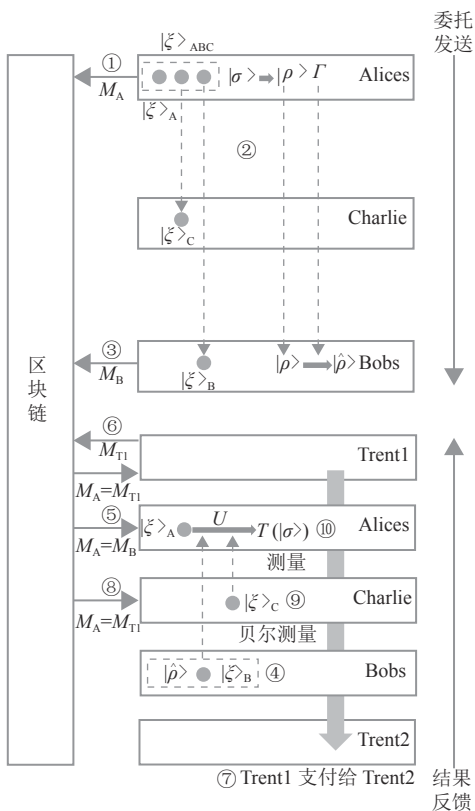 委托
发送
|ξ>ABC
① |σ> ➡ |ρ> Γ Alices
MA
|ξ>A
②
Charlie
|ξ>C
区块链
③ |ρ> ➡ |ρ̂> Bobs
MB
|ξ>B
⑥
MT1
Trent1
MA=MT1
⑤ |ξ>A U T(|σ>) ⑩ Alices
MA=MB
测量
⑧ |ξ>C ⑨ Charlie
MA=MT1
贝尔测量
Bobs
|ρ̂> |ξ>B ④
Trent2
⑦ Trent1 支付给 Trent2
结果
反馈